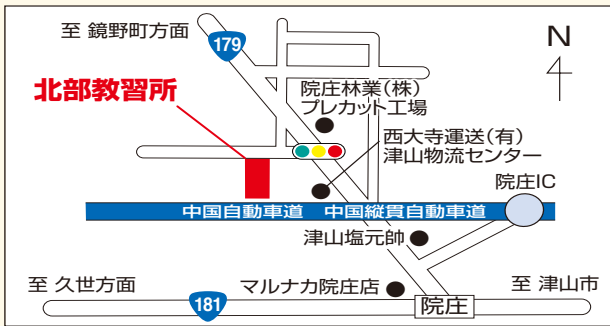 至 鏡野町方面
179
N
北部教習所
院庄林業(株)
プレカット工場
西大寺運送(有)
津山物流センター
院庄IC
中国自動車道 中国縦貫自動車道
津山塩元帥
至 久世方面
マルナカ院庄店
至 津山市
181
院庄